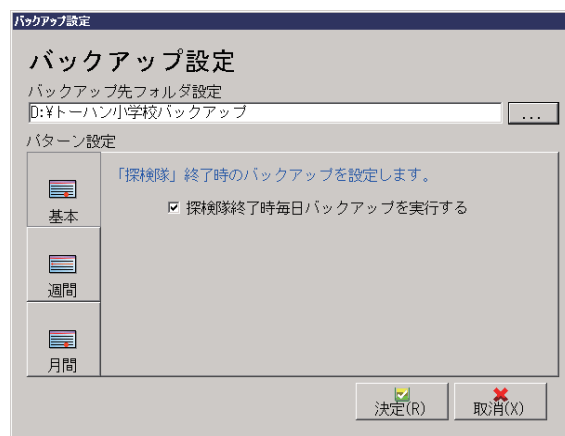 バックアップ設定
バックアップ設定
バックアップ先フォルダ設定
D:¥トーハン小学校バックアップ
...
パターン設定
「探検隊」終了時のバックアップを設定します。
探検隊終了時毎日バックアップを実行する
基本
週間
月間
決定(R)
取消(X)